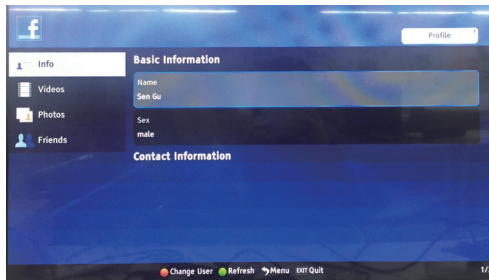 f
Profile
Info
Videos
Photos
Friends
Basic Information
Name
Sen Gu
Sex
male
Contact Information
Change User Refresh Menu EXIT Quit